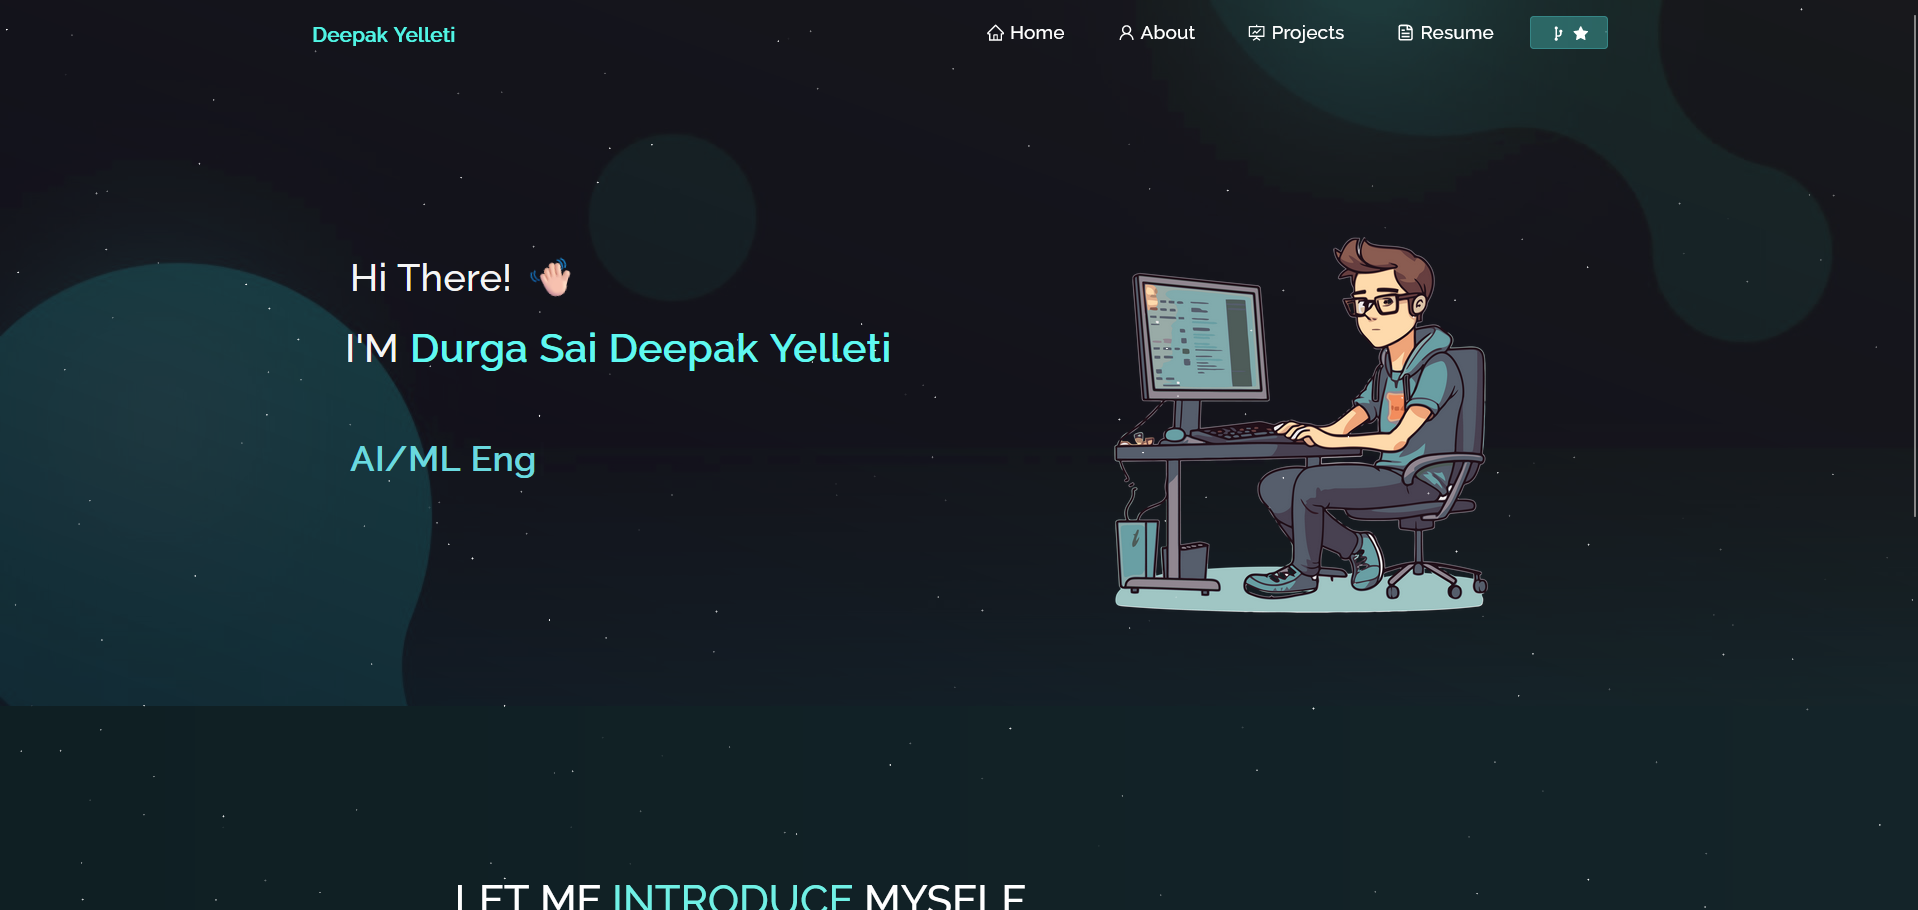 Deepak Yelleti
Home
About
Projects
Resume
Hi There!
I'M Durga Sai Deepak Yelleti
AI/ML Eng
LET ME INTRODUCE MYSELF